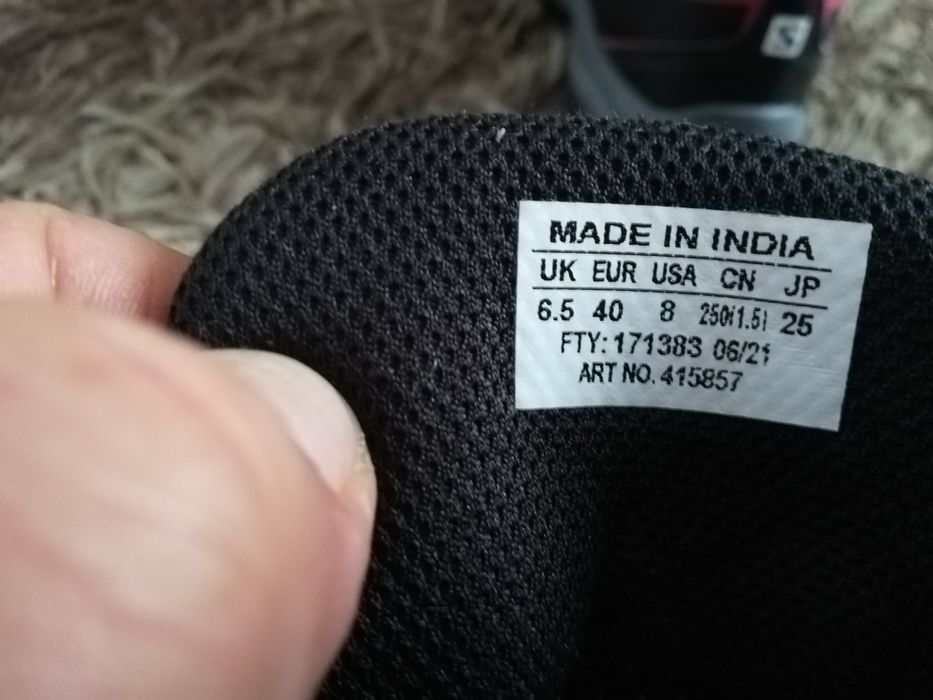 MADE IN INDIA
UK EUR USA CN JP
6.5 40 8 250(1.5) 25
FTY: 171383 06/21
ART NO. 415857
S